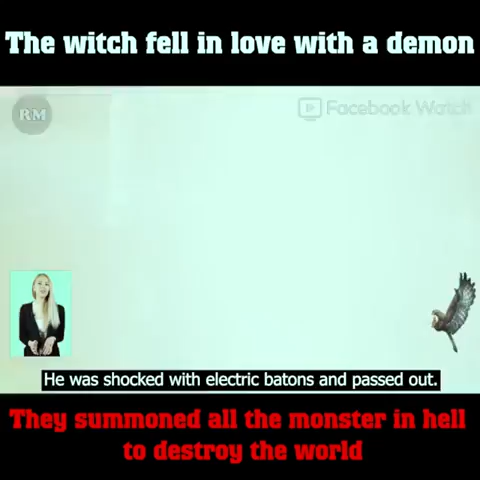 The witch fell in love with a demon
RM
Facebook Watch
He was shocked with electric batons and passed out.
They summoned all the monster in hell
to destroy the world